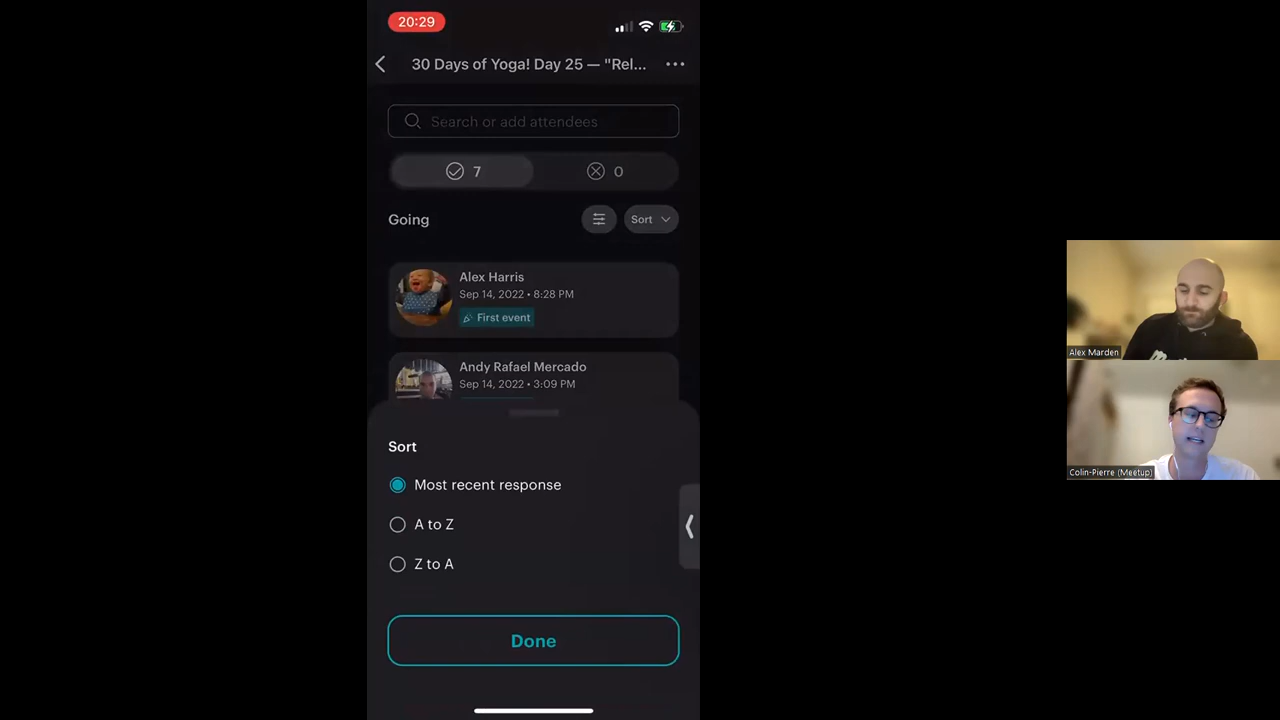 20:29
30 Days of Yoga! Day 25 — "Rel...
Search or add attendees
7
0
Going
Sort
Alex Harris
Sep 14, 2022 • 8:28 PM
First event
Andy Rafael Mercado
Sep 14, 2022 • 3:09 PM
Sort
Most recent response
A to Z
Z to A
Done
Alex Marden
Colin-Pierre (Meetup)